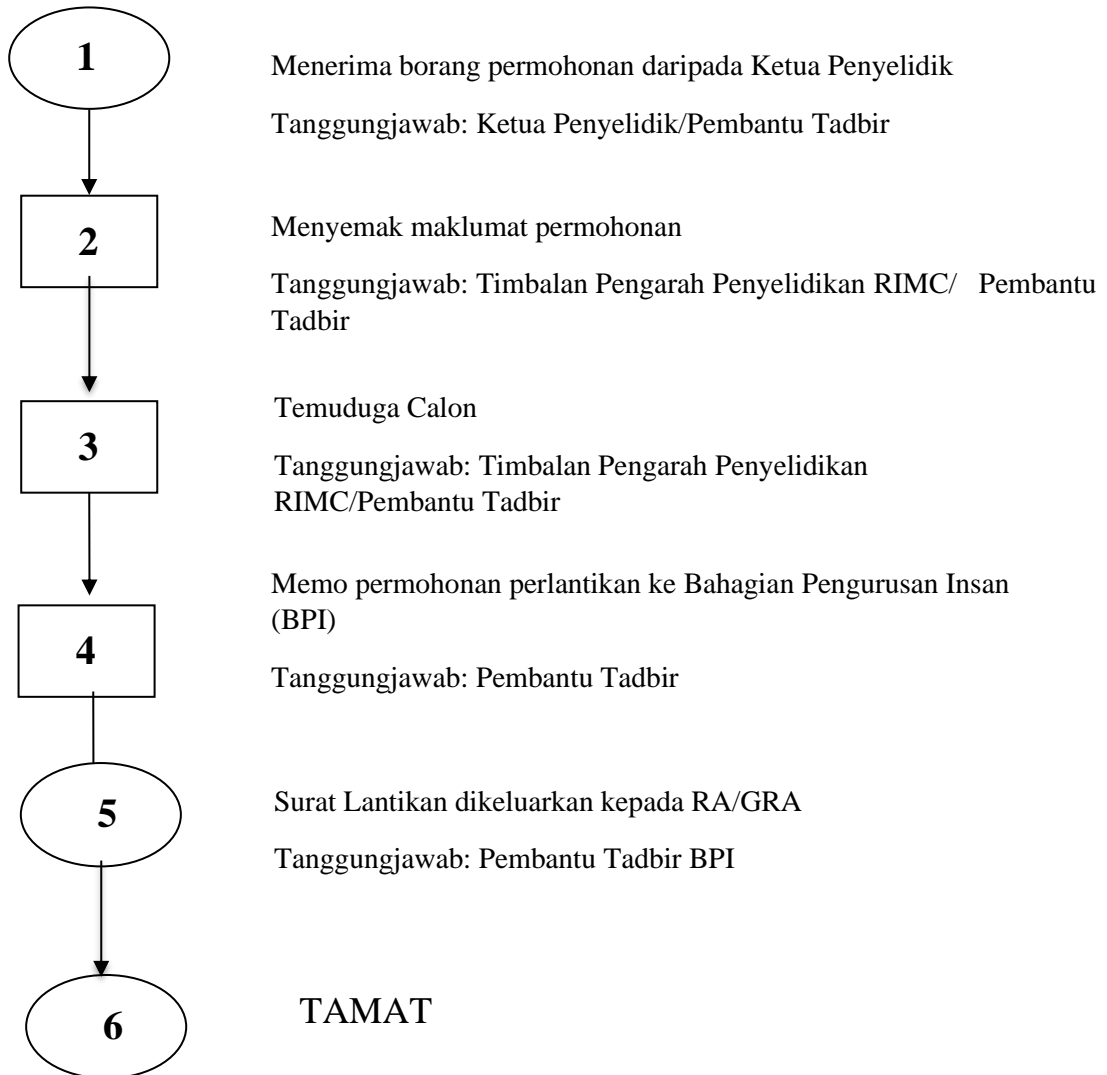 1
Menerima borang permohonan daripada Ketua Penyelidik
Tanggungjawab: Ketua Penyelidik/Pembantu Tadbir
2
Menyemak maklumat permohonan
Tanggungjawab: Timbalan Pengarah Penyelidikan RIMC/ Pembantu
Tadbir
3
Temuduga Calon
Tanggungjawab: Timbalan Pengarah Penyelidikan
RIMC/Pembantu Tadbir
4
Memo permohonan perlantikan ke Bahagian Pengurusan Insan
(BPI)
Tanggungjawab: Pembantu Tadbir
5
Surat Lantikan dikeluarkan kepada RA/GRA
Tanggungjawab: Pembantu Tadbir BPI
6
TAMAT